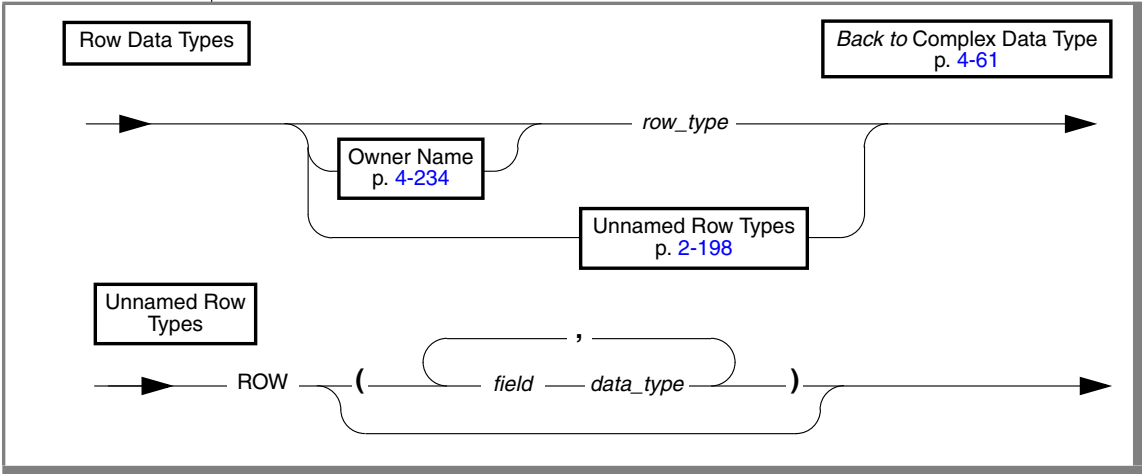 Row Data Types
Back to Complex Data Type
p. 4-61
row_type
Owner Name
p. 4-234
Unnamed Row Types
p. 2-198
Unnamed Row
Types
,
ROW ( field data_type )